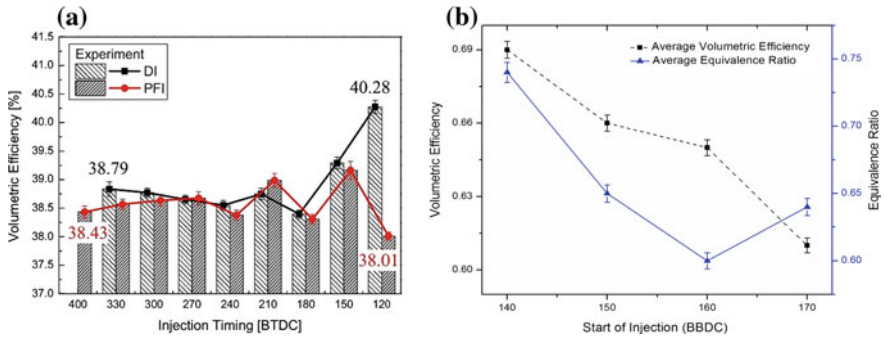 (a)
41.5
41.0
40.5
40.0
39.5
39.0
38.5
38.0
37.5
37.0
Volumetric Efficiency [%]
Experiment
DI
PFI
38.79
40.28
38.43
38.01
400 330 300 270 240 210 180 150 120
Injection Timing [BTDC]
(b)
0.69
0.66
0.63
0.60
Volumetric Efficiency
Average Volumetric Efficiency
Average Equivalence Ratio
0.75
0.70
0.65
0.60
Equivalence Ratio
140 150 160 170
Start of Injection (BBDC)